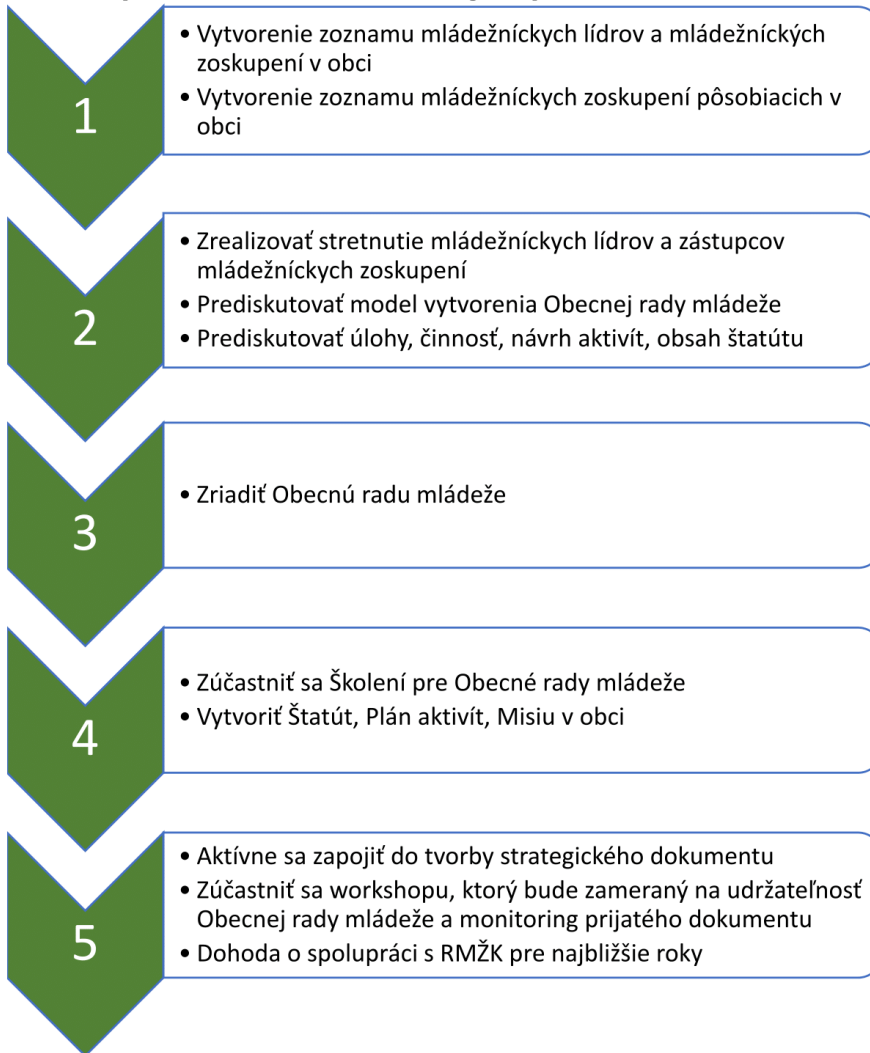 1
• Vytvorenie zoznamu mládežníckych lídrov a mládežníckých
zoskupení v obci
• Vytvorenie zoznamu mládežníckych zoskupení pôsobiacich v
obci
2
• Zrealizovať stretnutie mládežníckych lídrov a zástupcov
mládežníckych zoskupení
• Prediskutovať model vytvorenia Obecnej rady mládeže
• Prediskutovať úlohy, činnosť, návrh aktivít, obsah štatútu
3
• Zriadiť Obecnú radu mládeže
4
• Zúčastniť sa Školení pre Obecné rady mládeže
• Vytvoriť Štatút, Plán aktivít, Misiu v obci
5
• Aktívne sa zapojiť do tvorby strategického dokumentu
• Zúčastniť sa workshopu, ktorý bude zameraný na udržateľnosť
Obecnej rady mládeže a monitoring prijatého dokumentu
• Dohoda o spolupráci s RMŽK pre najbližšie roky